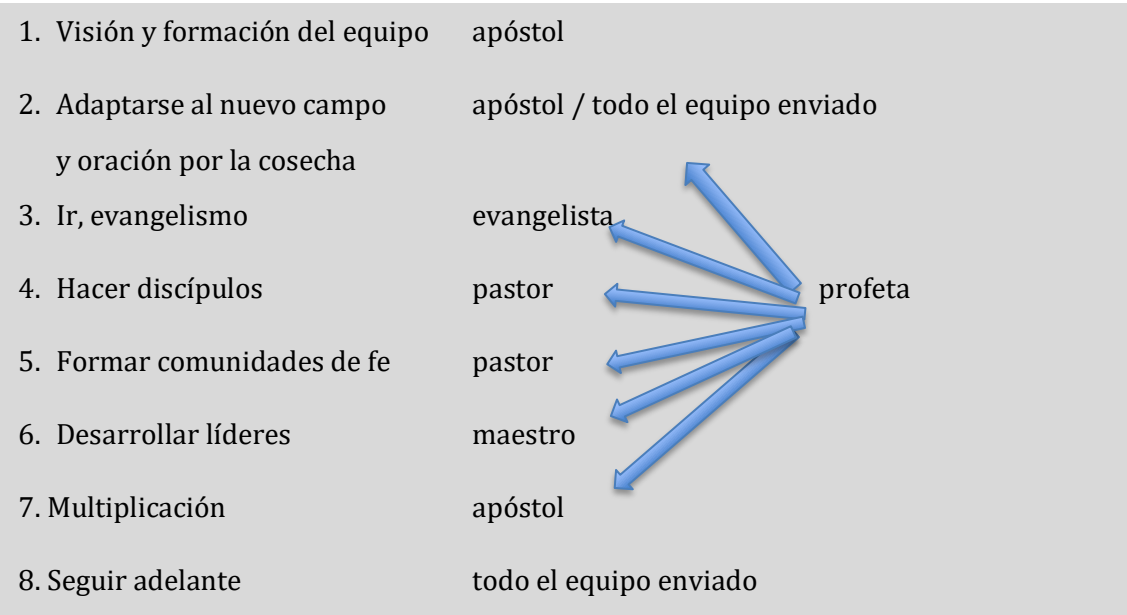 1. Visión y formación del equipo apóstol
2. Adaptarse al nuevo campo apóstol / todo el equipo enviado
y oración por la cosecha
3. Ir, evangelismo evangelista
4. Hacer discípulos pastor profeta
5. Formar comunidades de fe pastor
6. Desarrollar líderes maestro
7. Multiplicación apóstol
8. Seguir adelante todo el equipo enviado